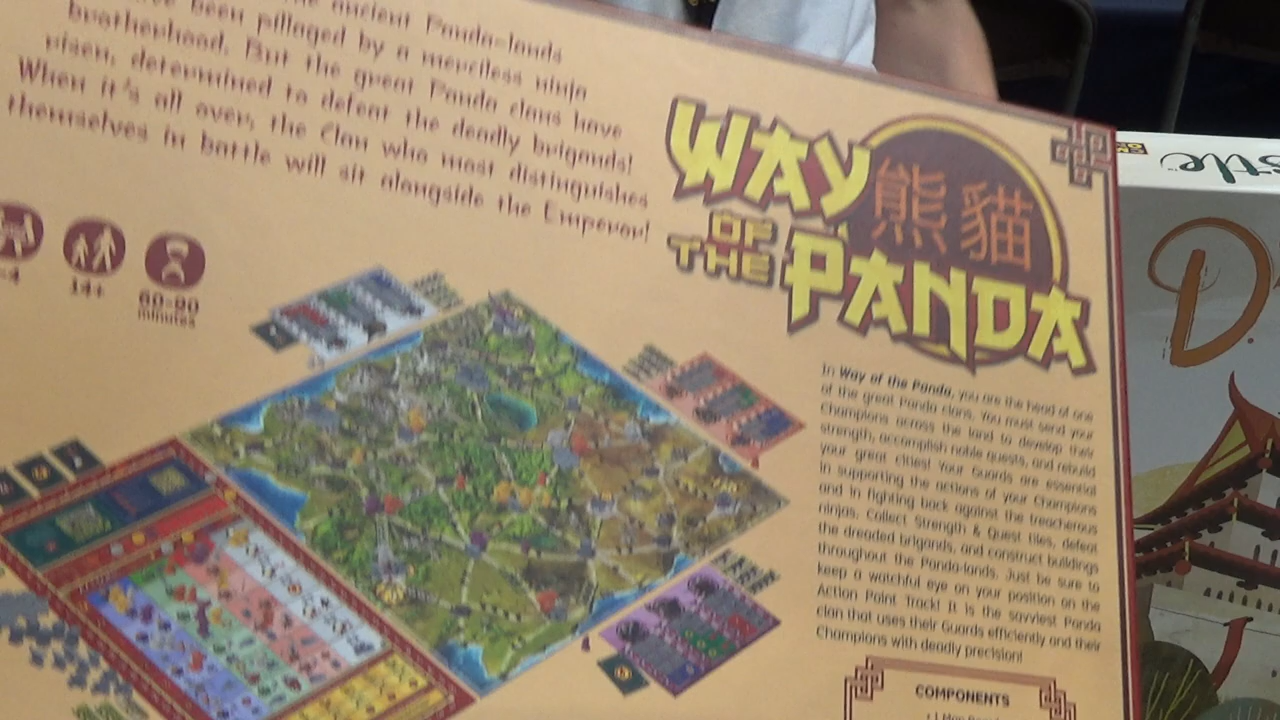 the ancient Panda-lands
have been pillaged by a merciless ninja
brotherhood. But the great Panda clans have
risen, determined to defeat the deadly brigands!
When it's all over, the Clan who most distinguishes
themselves in battle will sit alongside the Emperor!
14+
60-90
minutes
WAY
OF
THE PANDA
熊貓
In Way of the Panda, you are the head of one
of the great Panda clans. You must send your
Champions across the land to develop their
strength, accomplish noble quests, and rebuild
your great cities! Your Guards are essential
in supporting the actions of your Champions
and in fighting back against the treacherous
ninjas. Collect Strength & Quest tiles, defeat
the dreaded brigands, and construct buildings
throughout the Panda-lands. Just be sure to
keep a watchful eye on your position on the
Action Point Track! It is the savviest Panda
clan that uses their Guards efficiently and their
Champions with deadly precision!
COMPONENTS
D.